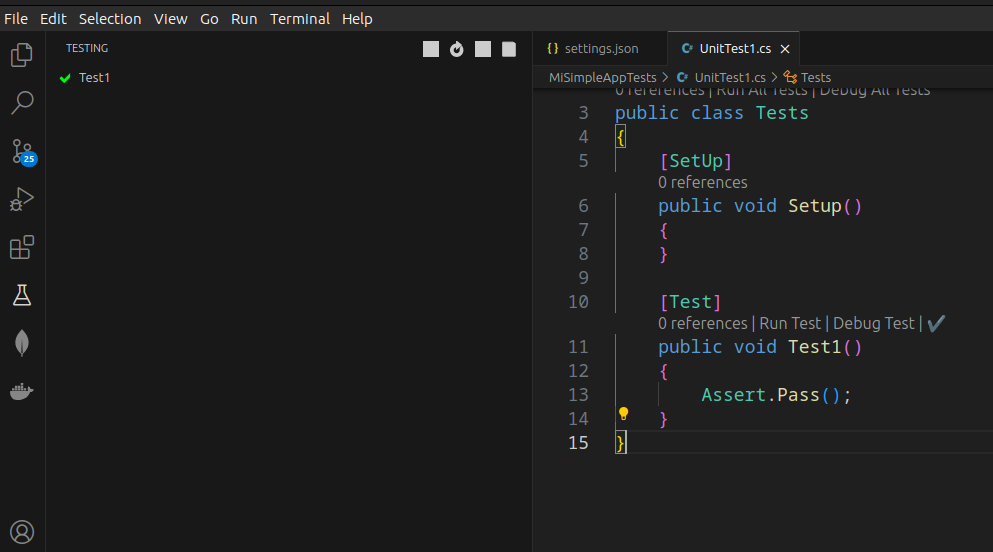 File Edit Selection View Go Run Terminal Help
TESTING
Test1
25
{} settings.json
C# UnitTest1.cs
MiSimpleAppTests > C# UnitTest1.cs > Tests
0 references | Run All Tests | Debug All Tests
3 public class Tests
4 {
5 [SetUp]
0 references
6 public void Setup()
7 {
8 }
9
10 [Test]
0 references | Run Test | Debug Test |
11 public void Test1()
12 {
13 Assert.Pass();
14 }
15 }